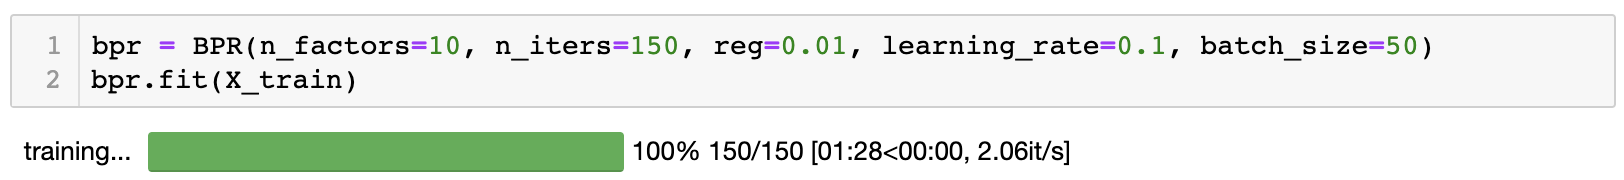 1 bpr = BPR(n_factors=10, n_iters=150, reg=0.01, learning_rate=0.1, batch_size=50)
2 bpr.fit(X_train)
training... 100% 150/150 [01:28<00:00, 2.06it/s]